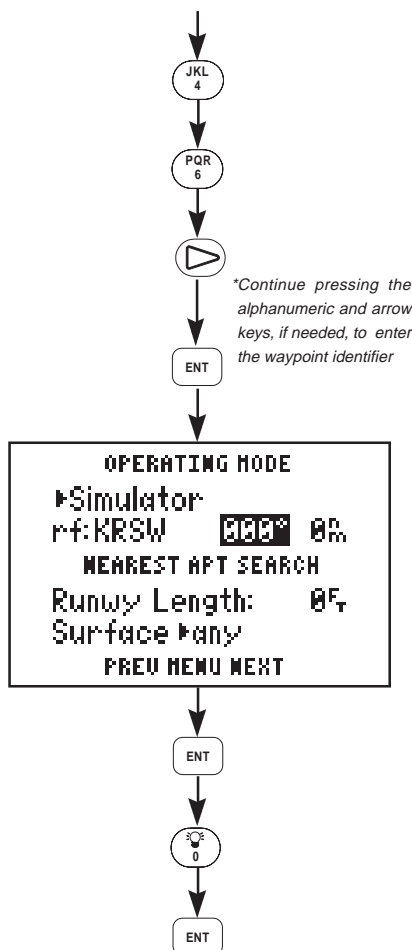 JKL
4
PQR
6
*Continue pressing the
alphanumeric and arrow
keys, if needed, to enter
the waypoint identifier
ENT
OPERATING MODE
▸Simulator
rf:KRSW 000° 0nm
NEAREST APT SEARCH
Runwy Length: 0FT
Surface ▸any
PREV MENU NEXT
ENT
0
ENT